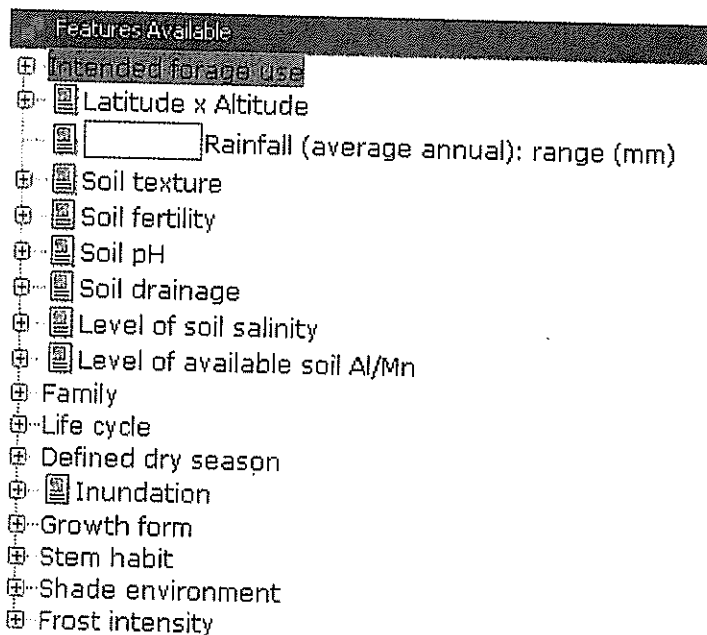 Features Available
Intended forage use
Latitude x Altitude
Rainfall (average annual): range (mm)
Soil texture
Soil fertility
Soil pH
Soil drainage
Level of soil salinity
Level of available soil Al/Mn
Family
Life cycle
Defined dry season
Inundation
Growth form
Stem habit
Shade environment
Frost intensity